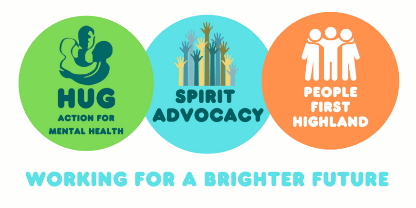 HUG
ACTION FOR
MENTAL HEALTH
SPIRIT
ADVOCACY
PEOPLE
FIRST
HIGHLAND
WORKING FOR A BRIGHTER FUTURE